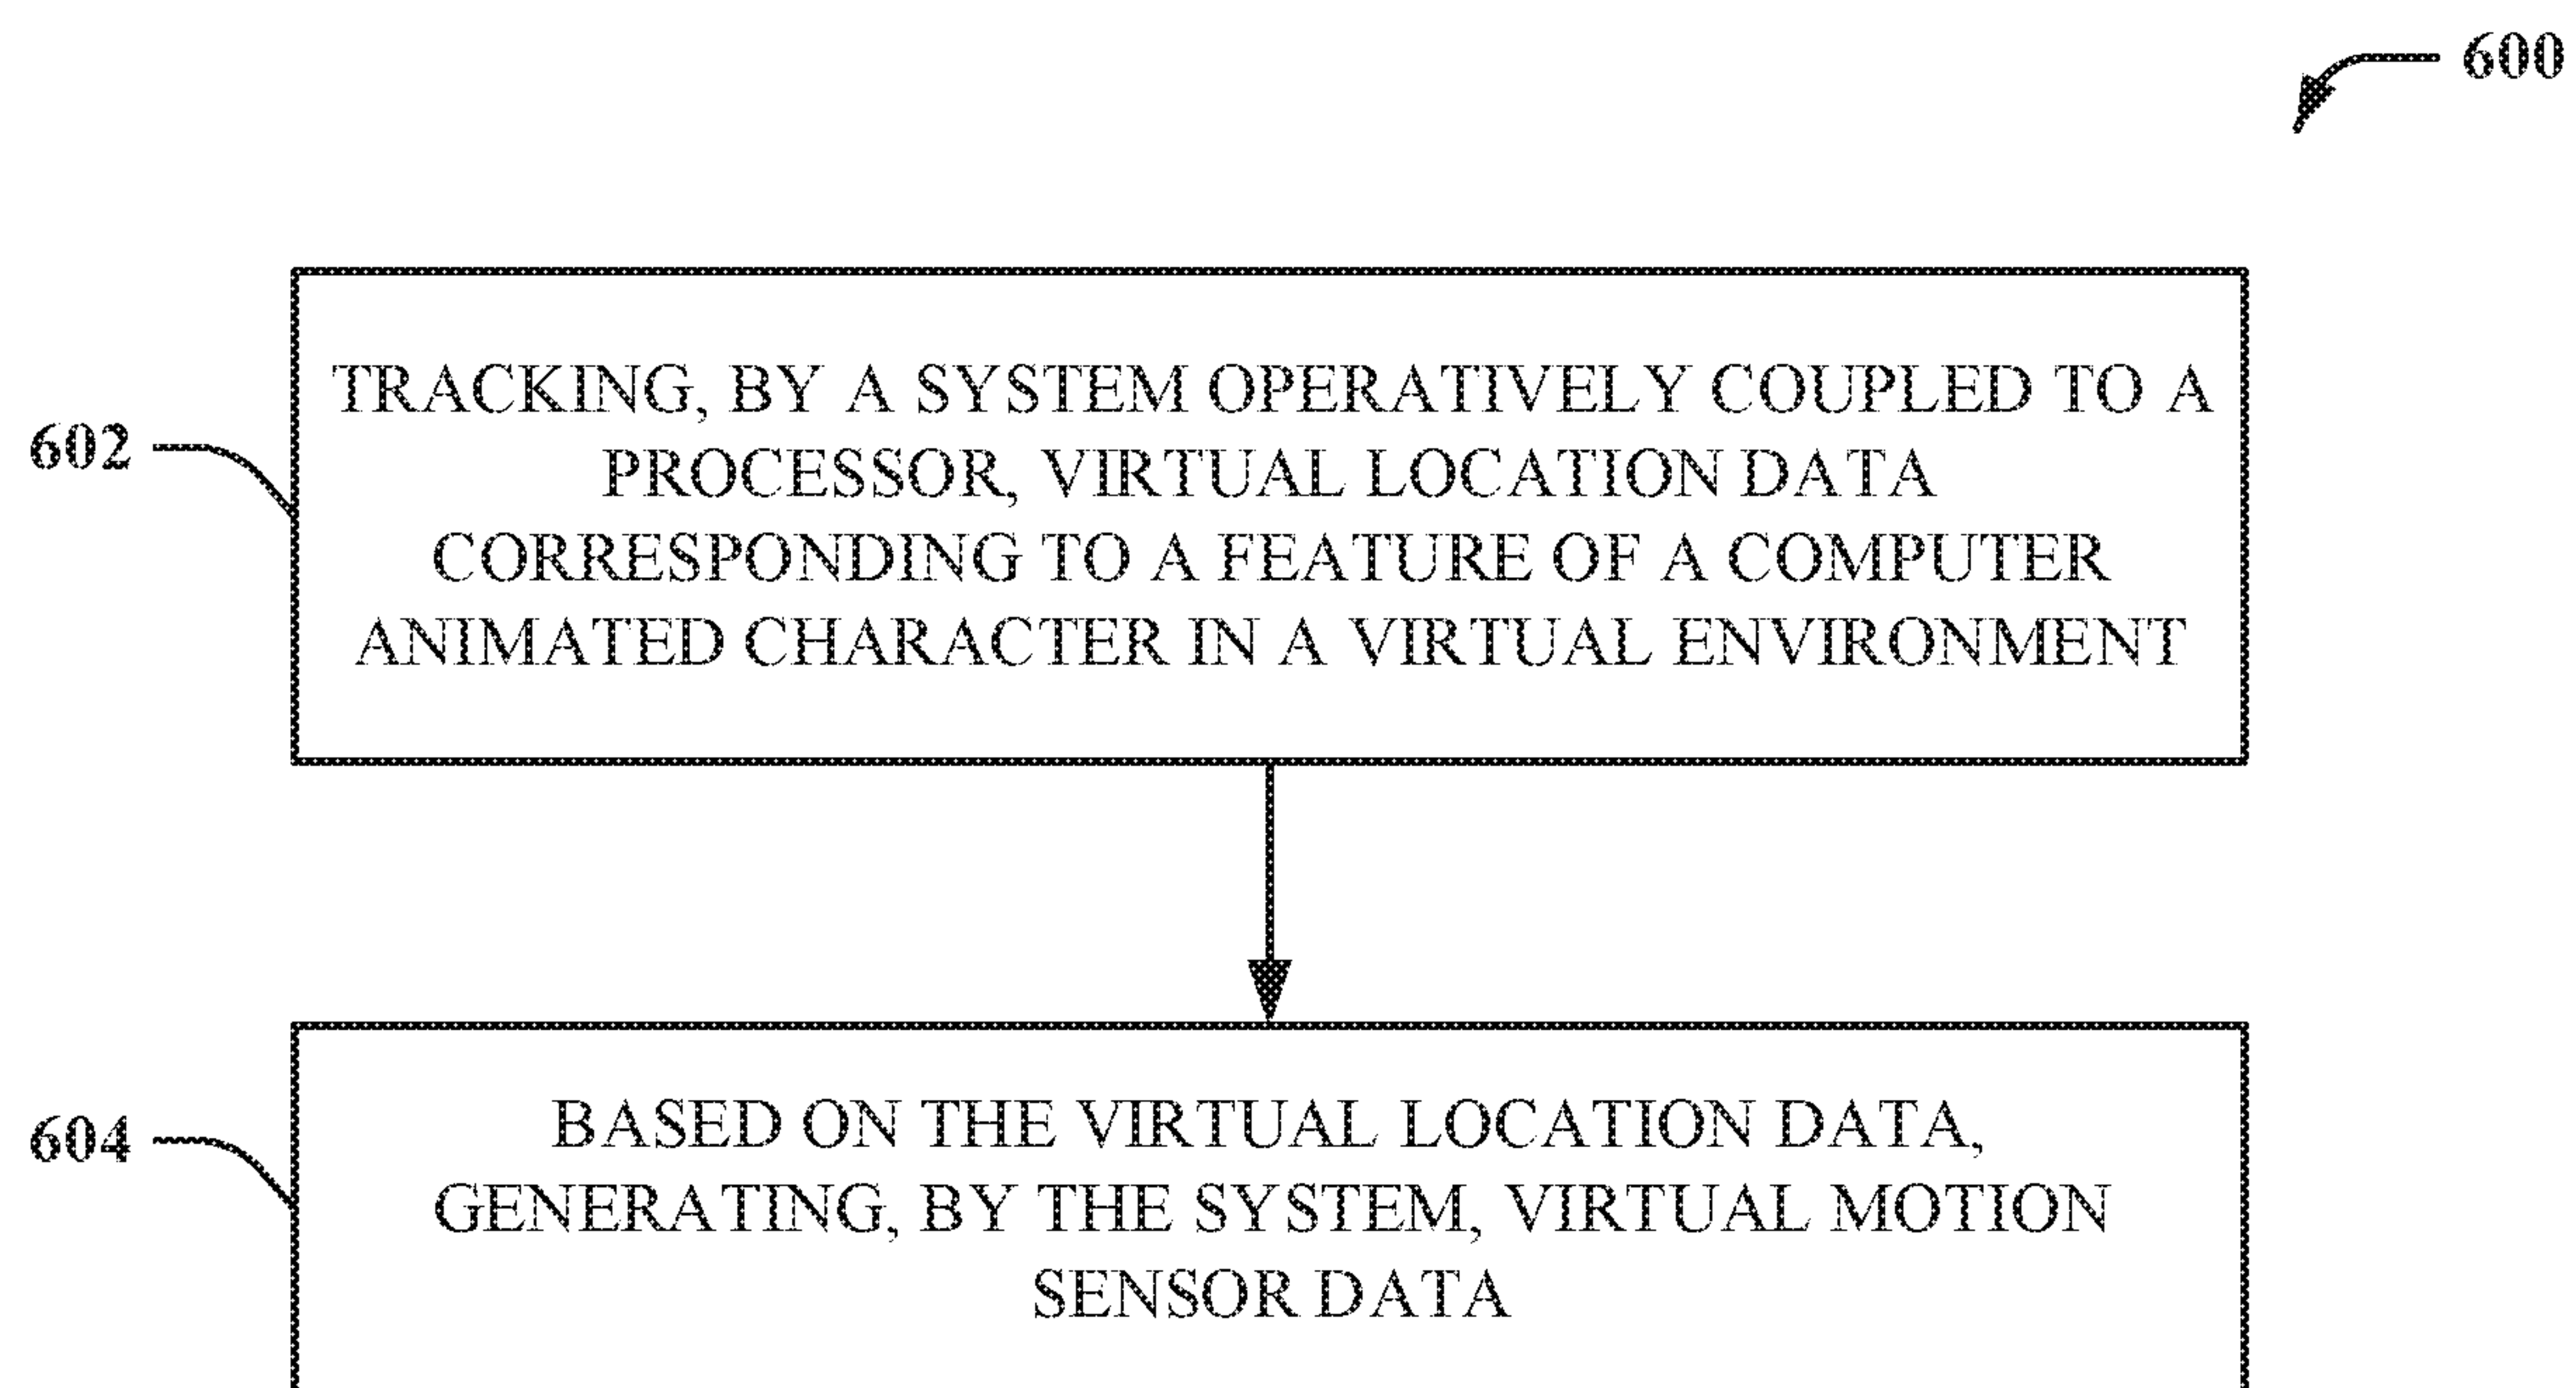 600
602
TRACKING, BY A SYSTEM OPERATIVELY COUPLED TO A
PROCESSOR, VIRTUAL LOCATION DATA
CORRESPONDING TO A FEATURE OF A COMPUTER
ANIMATED CHARACTER IN A VIRTUAL ENVIRONMENT
604
BASED ON THE VIRTUAL LOCATION DATA,
GENERATING, BY THE SYSTEM, VIRTUAL MOTION
SENSOR DATA